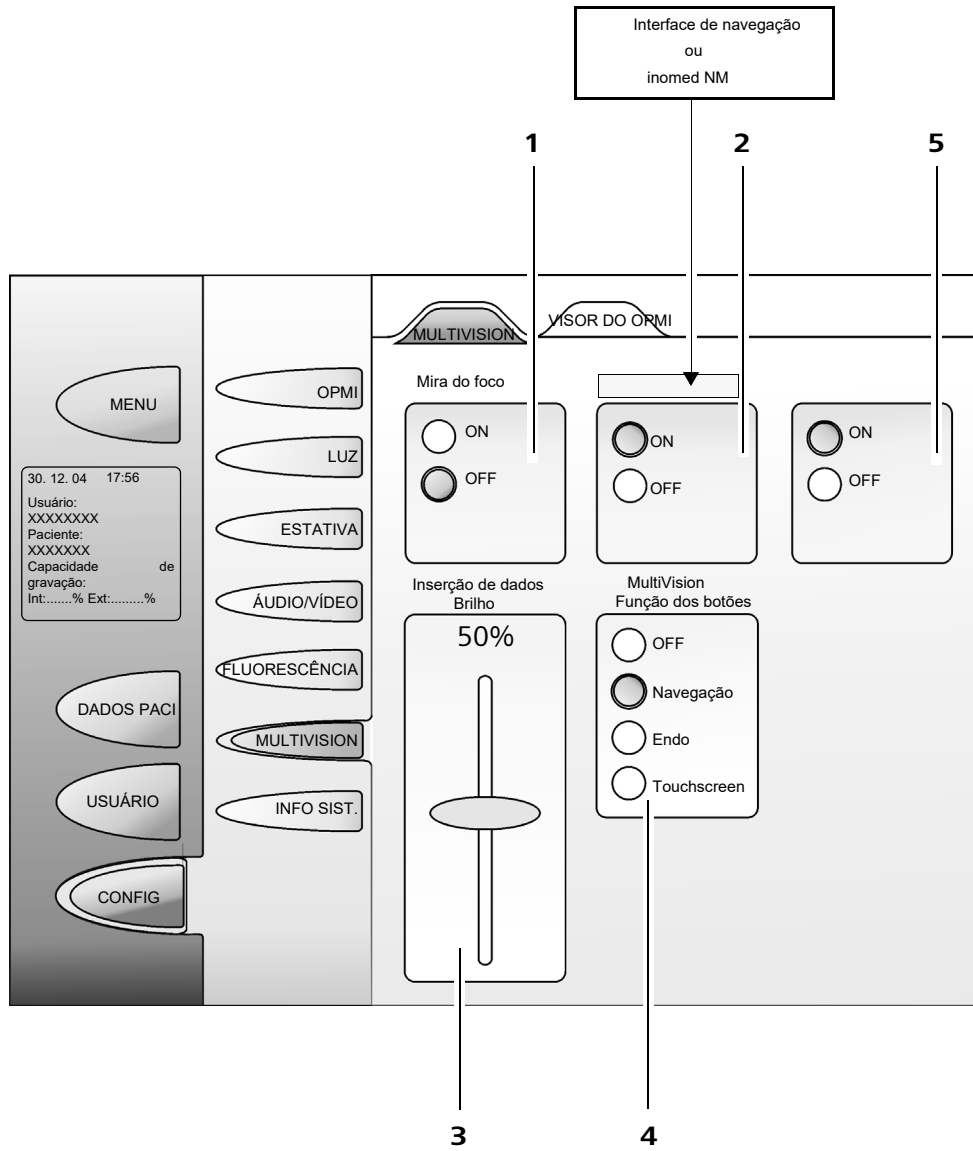 Interface de navegação
ou
inomed NM
1
2
5
MULTIVISION
VISOR DO OPMI
MENU
30. 12. 04 17:56
Usuário:
XXXXXXXX
Paciente:
XXXXXXX
Capacidade de
gravação:
Int:.......% Ext:.........%
DADOS PACI
USUÁRIO
CONFIG
OPMI
LUZ
ESTATIVA
ÁUDIO/VÍDEO
FLUORESCÊNCIA
MULTIVISION
INFO SIST.
Mira do foco
ON
OFF
ON
OFF
ON
OFF
Inserção de dados
Brilho
50%
MultiVision
Função dos botões
OFF
Navegação
Endo
Touchscreen
3
4